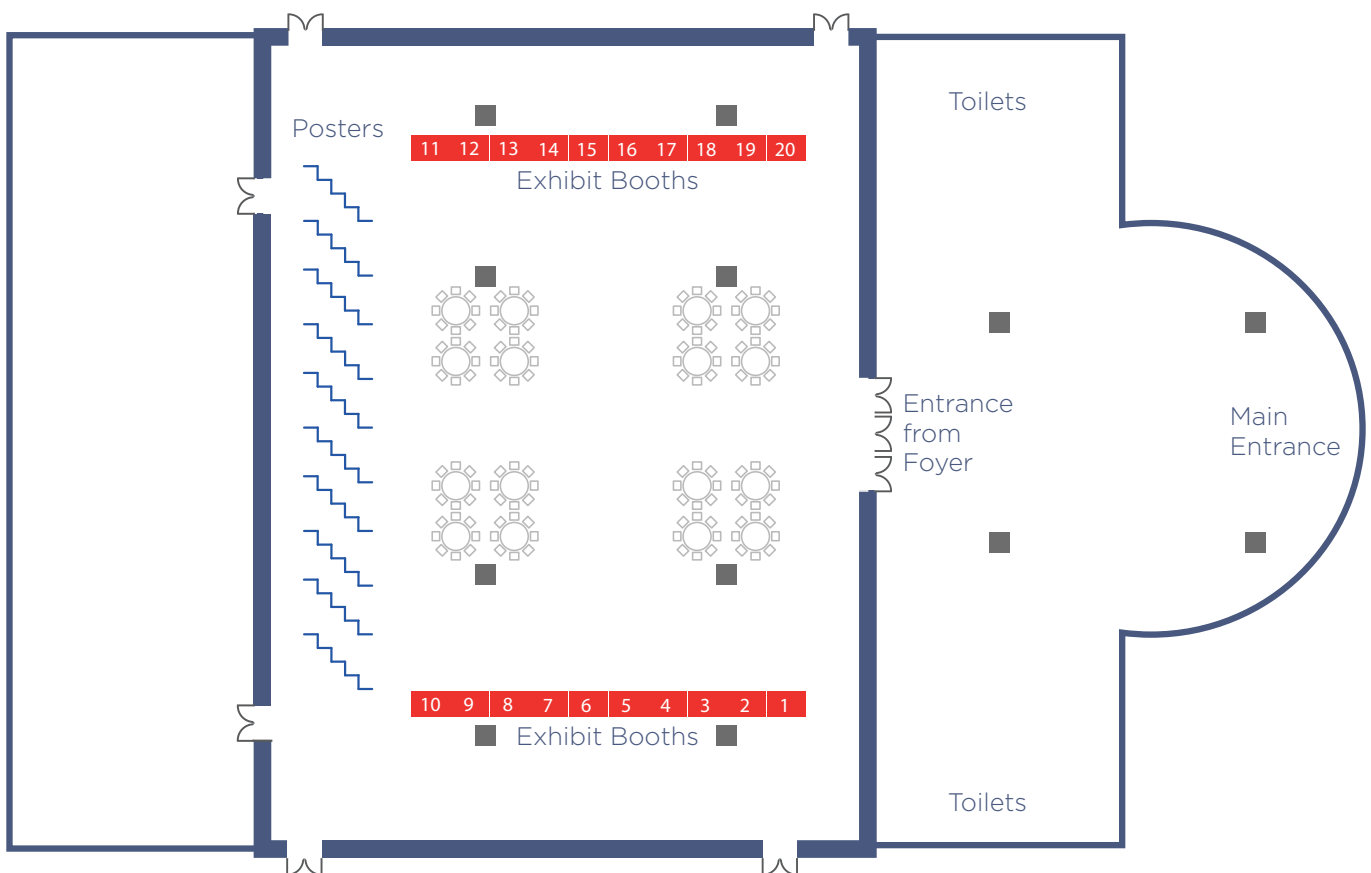 Toilets
Posters
11 12 13 14 15 16 17 18 19 20
Exhibit Booths
Entrance
from
Foyer
Main
Entrance
10 9 8 7 6 5 4 3 2 1
Exhibit Booths
Toilets